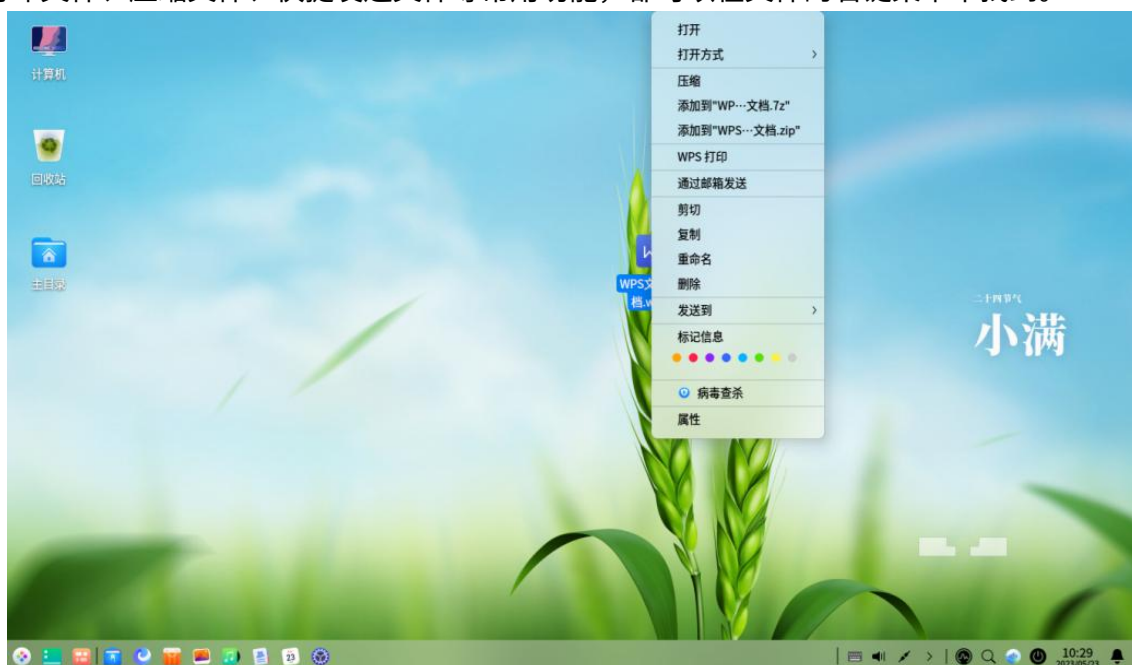 计算机
回收站
主目录
打开
打开方式
压缩
添加到"WP···文档.7z"
添加到"WPS···文档.zip"
WPS 打印
通过邮箱发送
剪切
复制
重命名
删除
发送到
标记信息
病毒查杀
属性
WPS文
档.w
二十四节气
小满
23
10:29
2023/05/23